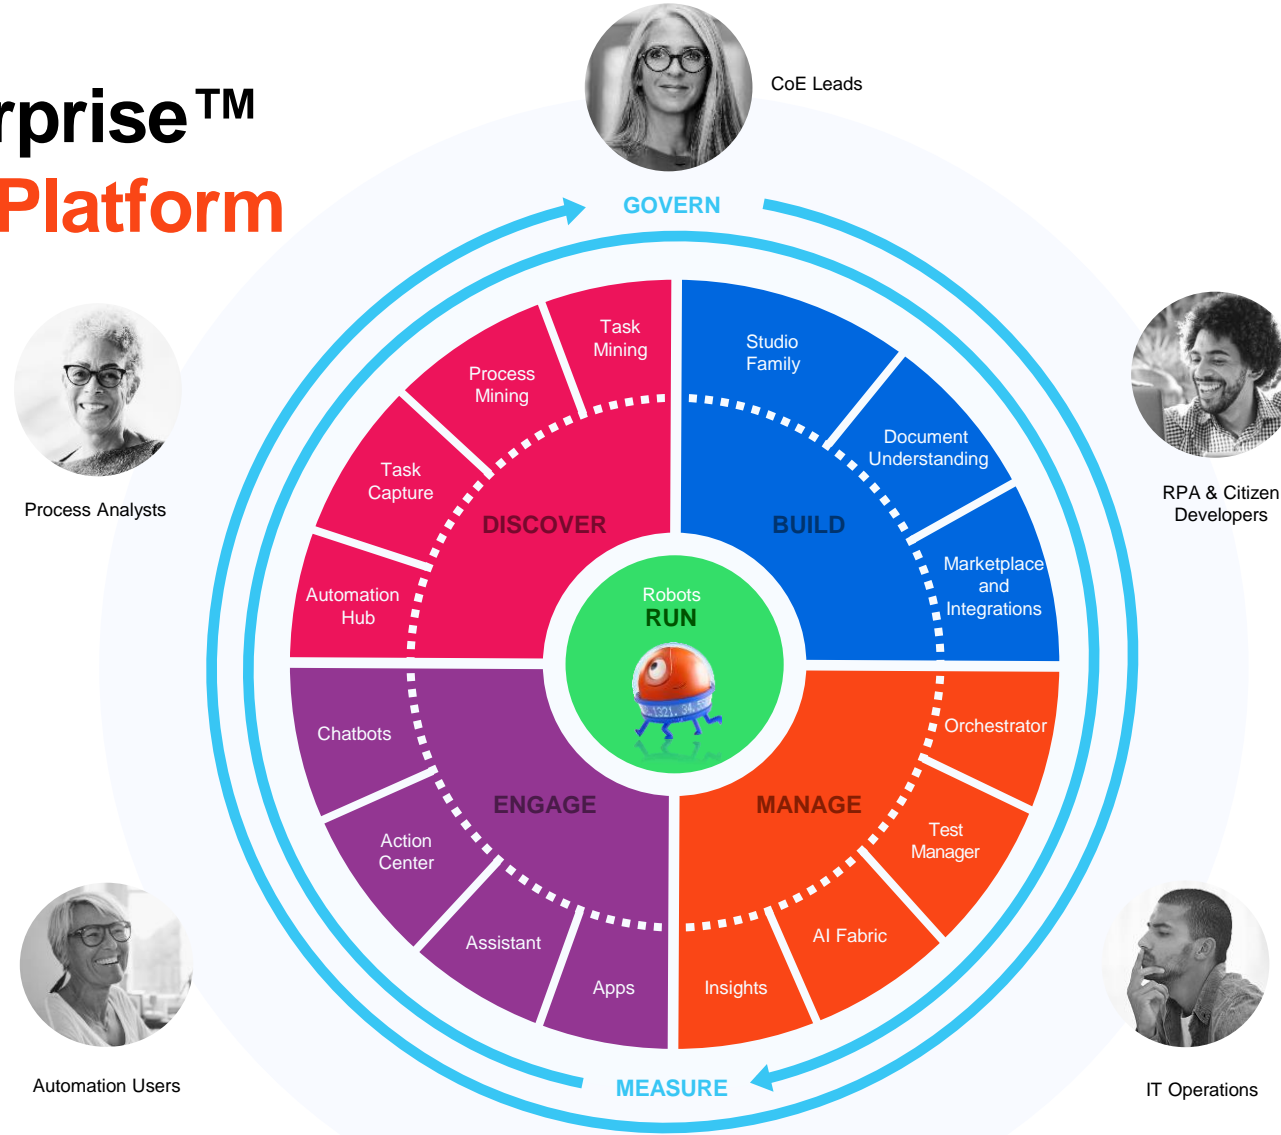 rprise™
Platform
CoE Leads
GOVERN
Process Analysts
RPA & Citizen
Developers
Task
Mining
Process
Mining
Task
Capture
Automation
Hub
DISCOVER
Studio
Family
Document
Understanding
Marketplace
and
Integrations
BUILD
Robots
RUN
Chatbots
Action
Center
Assistant
Apps
ENGAGE
MANAGE
Orchestrator
Test
Manager
AI Fabric
Insights
Automation Users
MEASURE
IT Operations